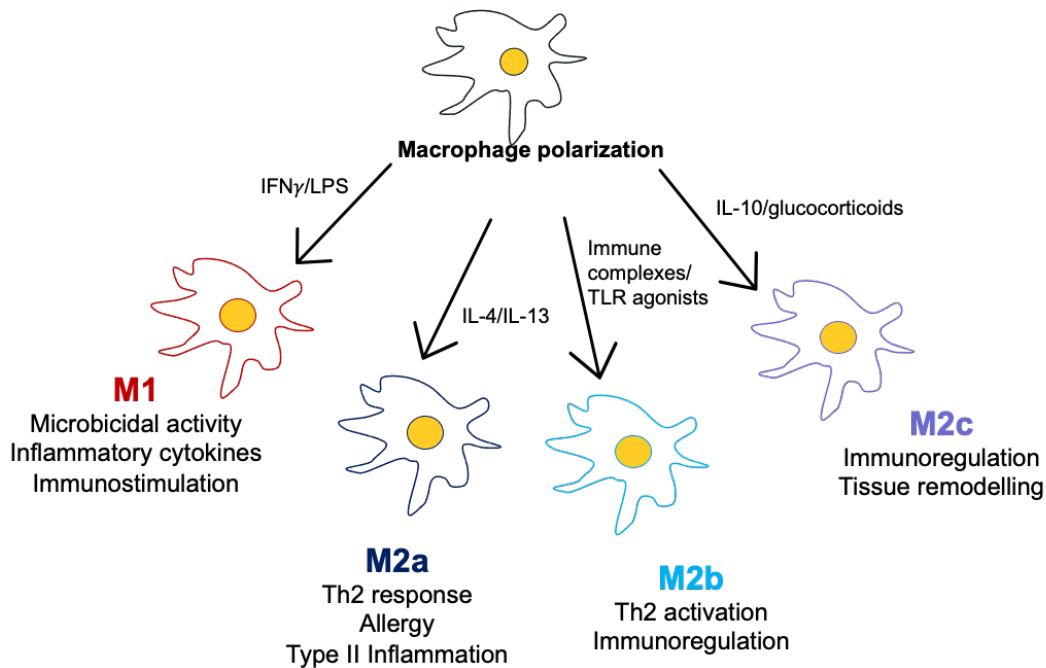 Macrophage polarization
IFNγ/LPS
IL-10/glucocorticoids
Immune
complexes/
TLR agonists
IL-4/IL-13
M1
Microbicidal activity
Inflammatory cytokines
Immunostimulation
M2a
Th2 response
Allergy
Type II Inflammation
M2b
Th2 activation
Immunoregulation
M2c
Immunoregulation
Tissue remodelling